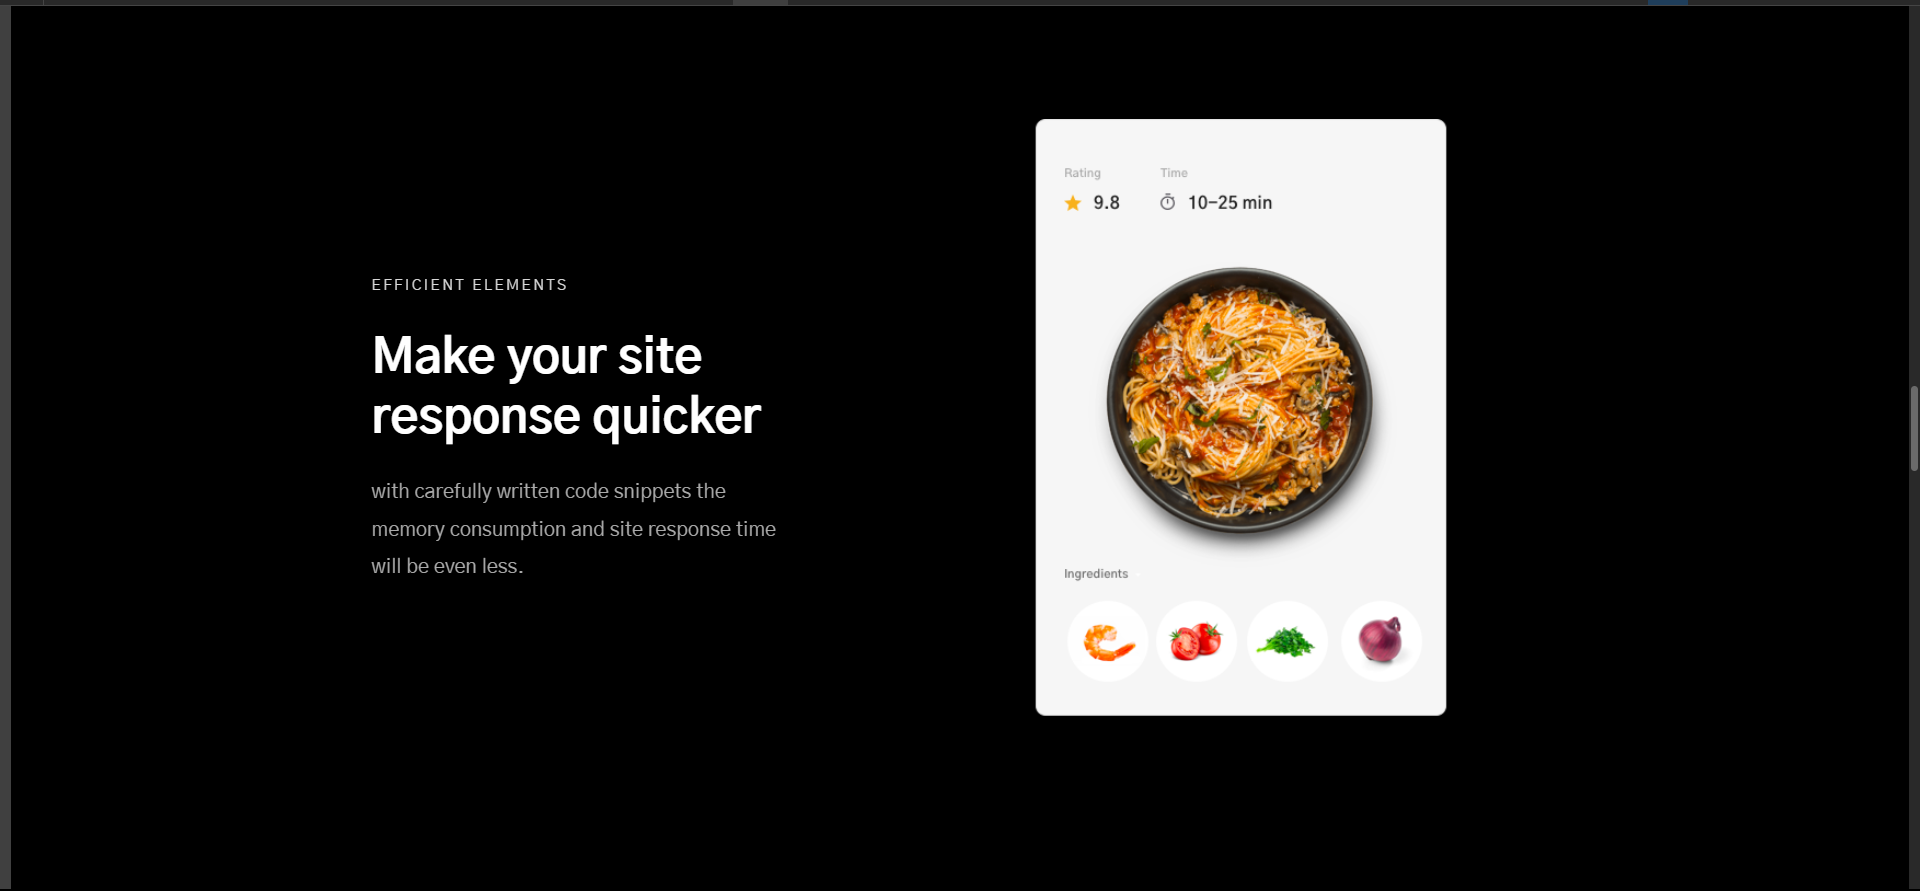 EFFICIENT ELEMENTS
Make your site
response quicker
with carefully written code snippets the
memory consumption and site response time
will be even less.
Rating
Time
9.8
10-25 min
Ingredients